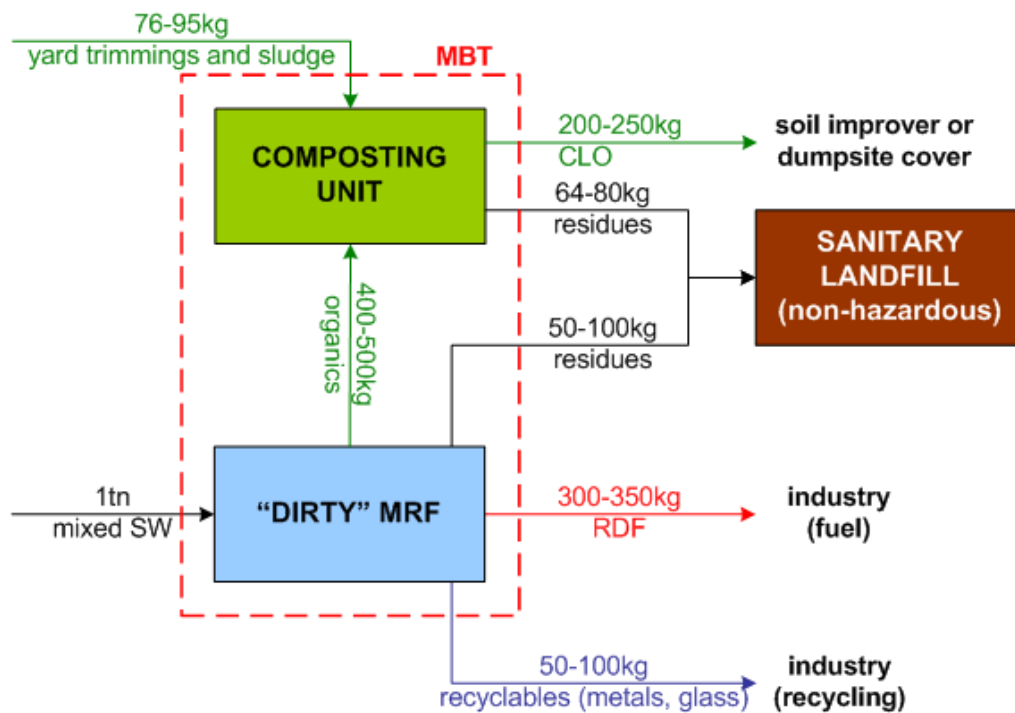 76-95kg
yard trimmings and sludge
MBT
COMPOSTING
UNIT
200-250kg
CLO
soil improver or
dumpsite cover
64-80kg
residues
SANITARY
LANDFILL
(non-hazardous)
400-500kg
organics
50-100kg
residues
1tn
mixed SW
“DIRTY” MRF
300-350kg
RDF
industry
(fuel)
50-100kg
recyclables (metals, glass)
industry
(recycling)